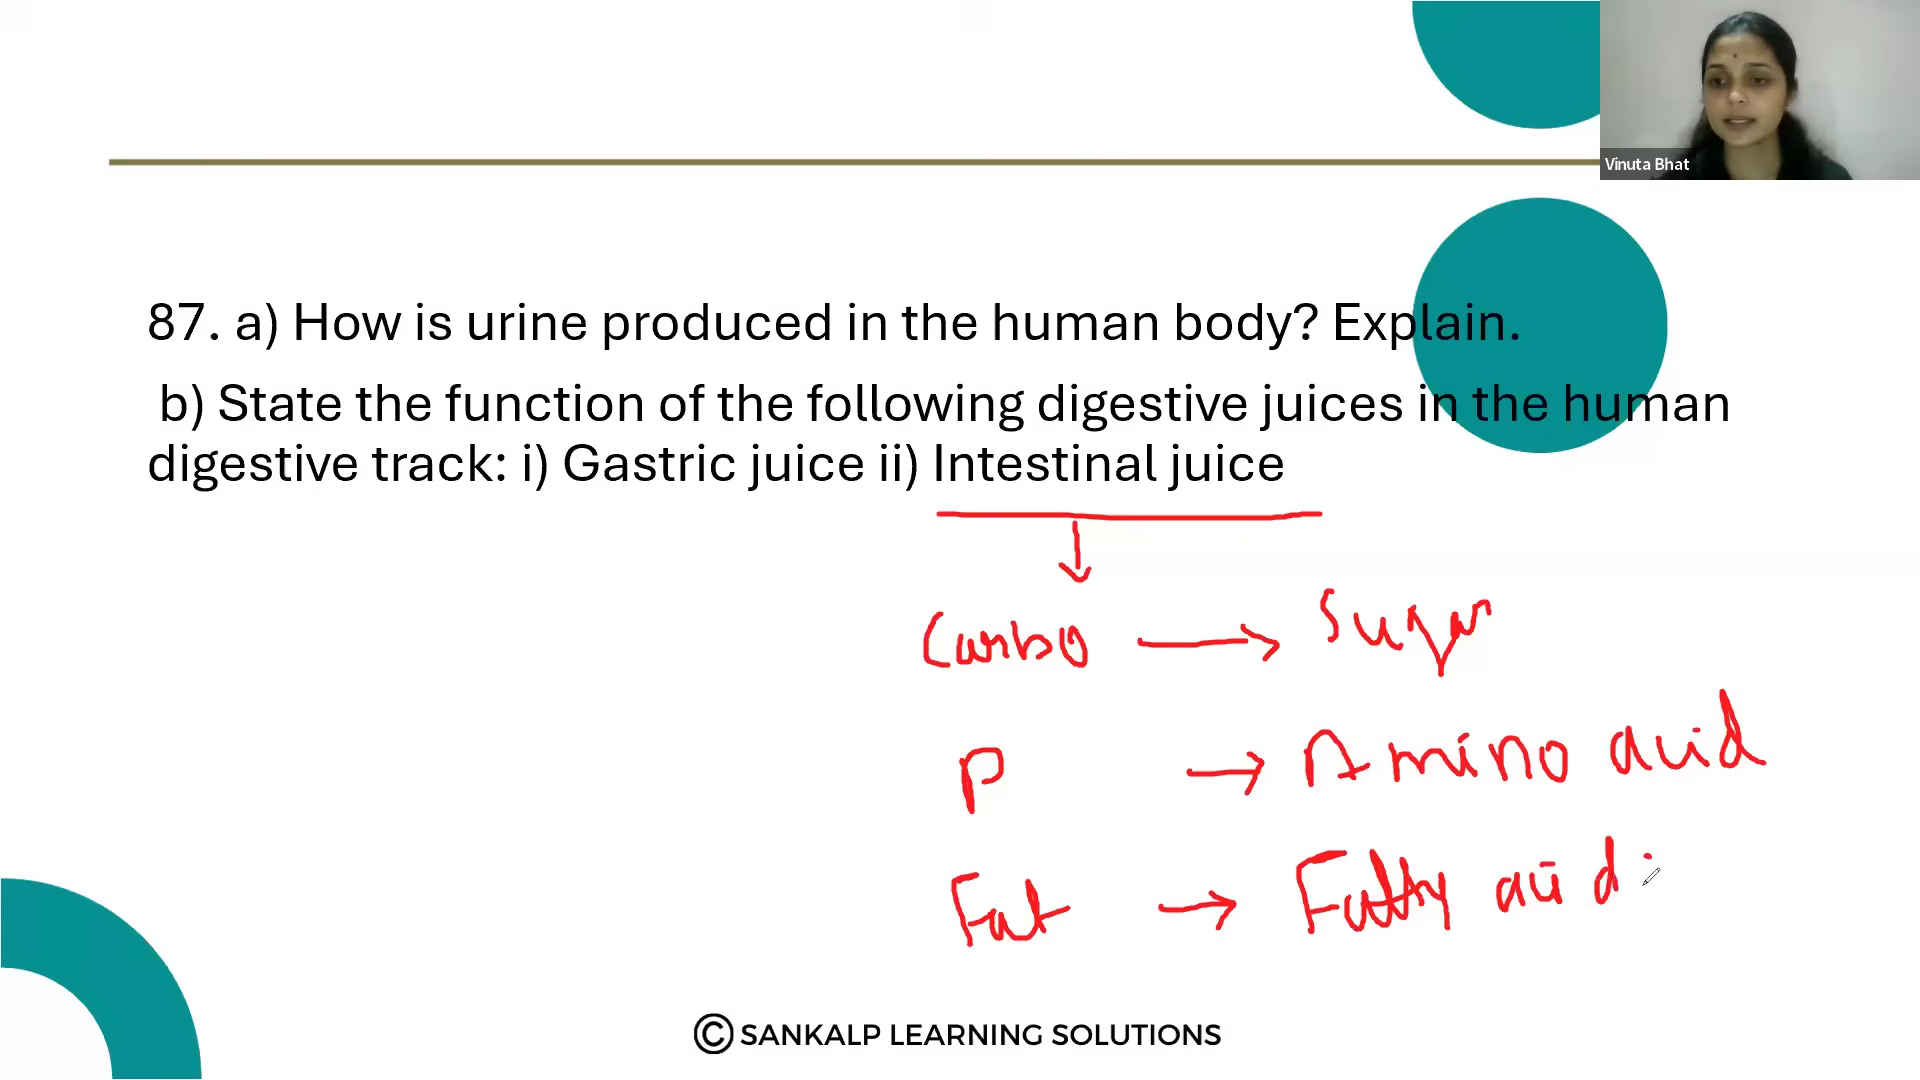 Vinuta Bhat
87. a) How is urine produced in the human body? Explain.
b) State the function of the following digestive juices in the human
digestive track: i) Gastric juice ii) Intestinal juice
Carbo → Sugar
P → Amino acid
Fat → Fatty acid
© SANKALP LEARNING SOLUTIONS